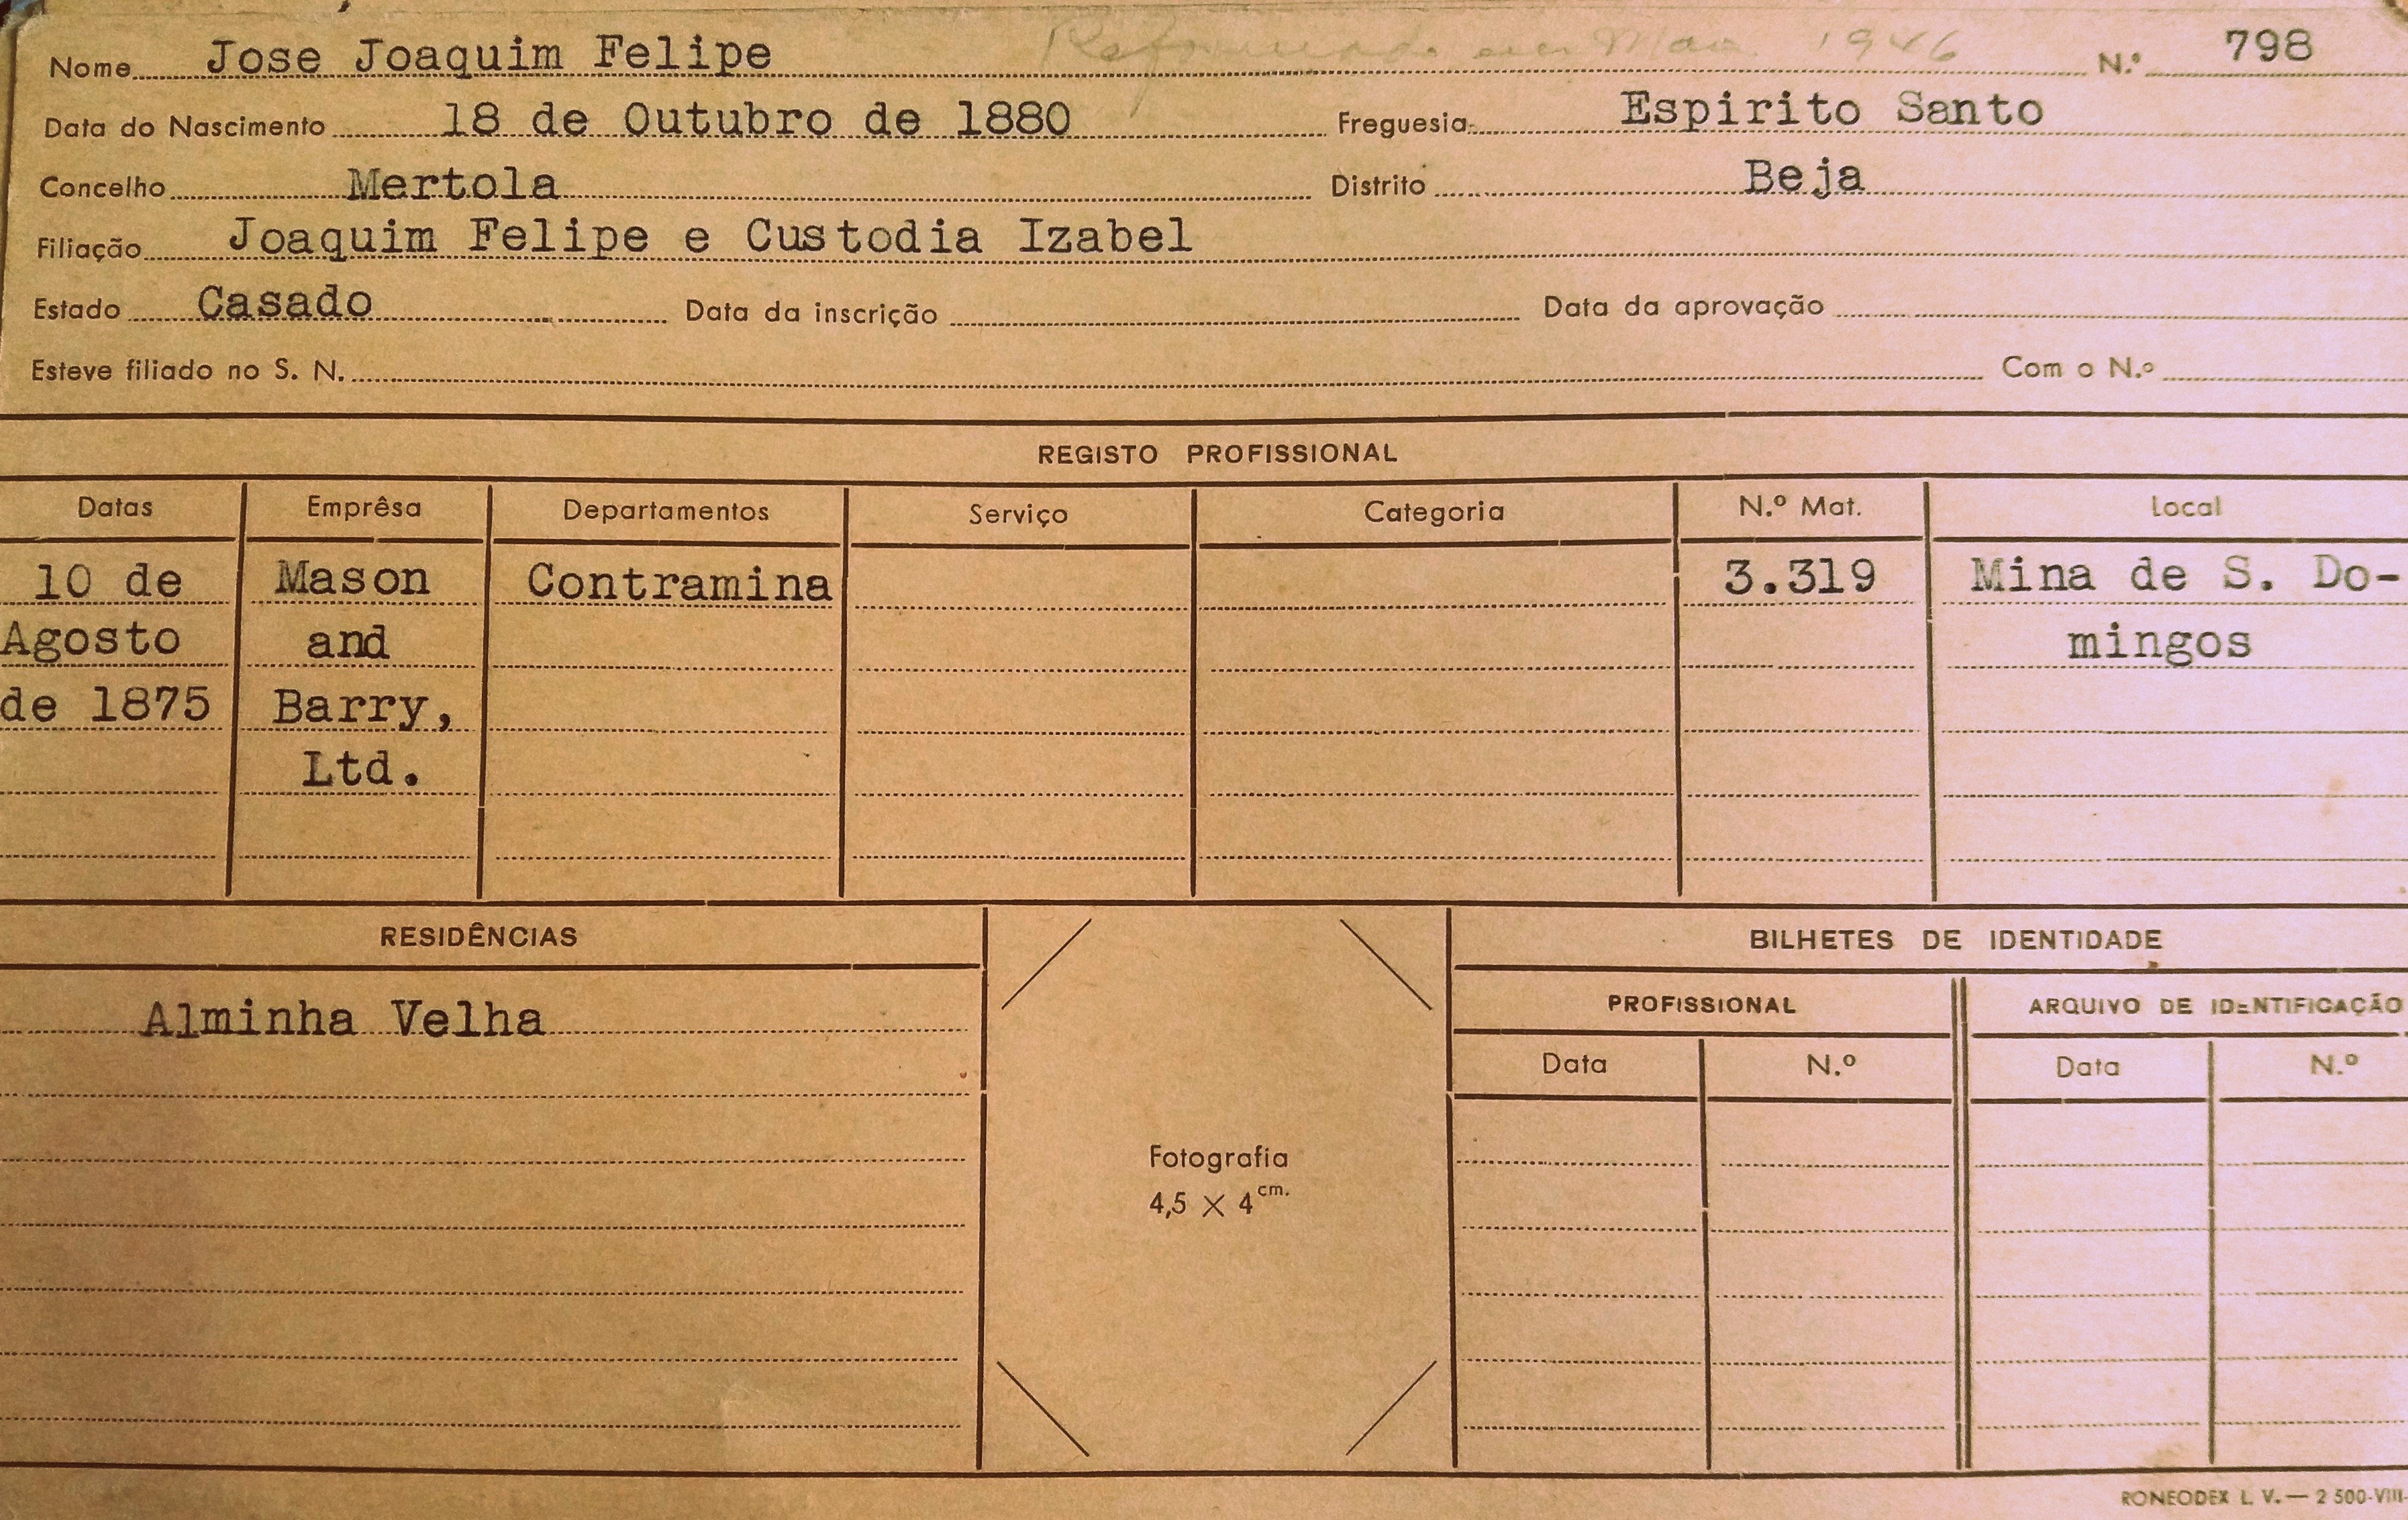 Nome Jose Joaquim Felipe Reformado em 1946 N.º 798
Data do Nascimento 18 de Outubro de 1880 Freguesia Espirito Santo
Concelho Mertola Distrito Beja
Filiação Joaquim Felipe e Custodia Izabel
Estado Casado Data da inscrição Data da aprovação
Esteve filiado no S. N. Com o N.º
REGISTO PROFISSIONAL
Datas Emprêsa Departamentos Serviço Categoria N.º Mat. Local
10 de Mason Contramina 3.319 Mina de S. Do-
Agosto and mingos
de 1875 Barry,
Ltd.
RESIDÊNCIAS BILHETES DE IDENTIDADE
Alminha Velha PROFISSIONAL ARQUIVO DE IDENTIFICAÇÃO
Data N.º Data N.º
Fotografia
4,5 × 4 cm.
RONEODEX L. V. — 2 500-VIII-